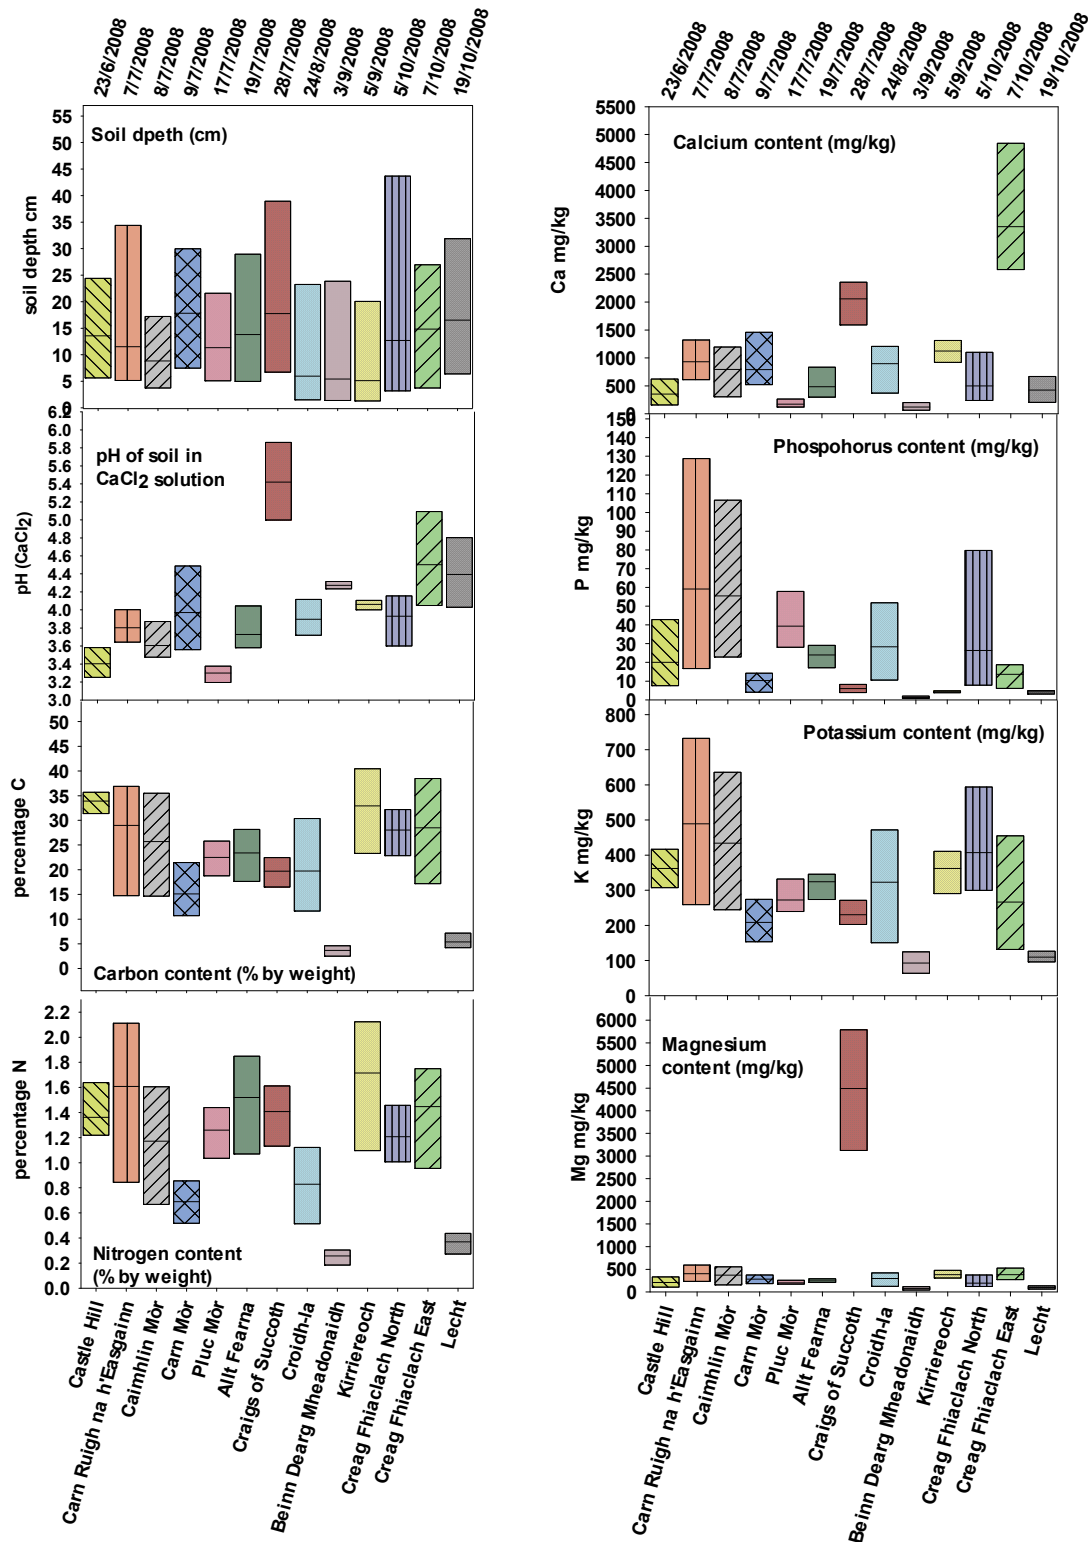 23/6/2008
7/7/2008
8/7/2008
9/7/2008
17/7/2008
19/7/2008
28/7/2008
24/8/2008
3/9/2008
5/9/2008
5/10/2008
7/10/2008
19/10/2008
Soil dpeth (cm)
soil depth cm
55
50
45
40
35
30
25
20
15
10
5
0
pH of soil in
CaCl2 solution
pH (CaCl2)
6.2
6.0
5.8
5.6
5.4
5.2
5.0
4.8
4.6
4.4
4.2
4.0
3.8
3.6
3.4
3.2
3.0
percentage C
50
45
40
35
30
25
20
15
10
5
0
Carbon content (% by weight)
percentage N
2.2
2.0
1.8
1.6
1.4
1.2
1.0
0.8
0.6
0.4
0.2
0.0
Nitrogen content
(% by weight)
Castle Hill
Carn Ruigh na h'Easgainn
Caimhlin Mòr
Carn Mòr
Pluc Mòr
Allt Fearna
Craigs of Succoth
Croidh-la
Beinn Dearg Mheadonaidh
Kirriereoch
Creag Fhiaclach North
Creag Fhiaclach East
Lecht
23/6/2008
7/7/2008
8/7/2008
9/7/2008
17/7/2008
19/7/2008
28/7/2008
24/8/2008
3/9/2008
5/9/2008
5/10/2008
7/10/2008
19/10/2008
Calcium content (mg/kg)
Ca mg/kg
5500
5000
4500
4000
3500
3000
2500
2000
1500
1000
500
0
Phospohorus content (mg/kg)
P mg/kg
150
140
130
120
110
100
90
80
70
60
50
40
30
20
10
0
Potassium content (mg/kg)
K mg/kg
800
700
600
500
400
300
200
100
0
Magnesium
content (mg/kg)
Mg mg/kg
6000
5500
5000
4500
4000
3500
3000
2500
2000
1500
1000
500
0
Castle Hill
Carn Ruigh na h'Easgainn
Caimhlin Mòr
Carn Mòr
Pluc Mòr
Allt Fearna
Craigs of Succoth
Croidh-la
Beinn Dearg Mheadonaidh
Kirriereoch
Creag Fhiaclach North
Creag Fhiaclach East
Lecht